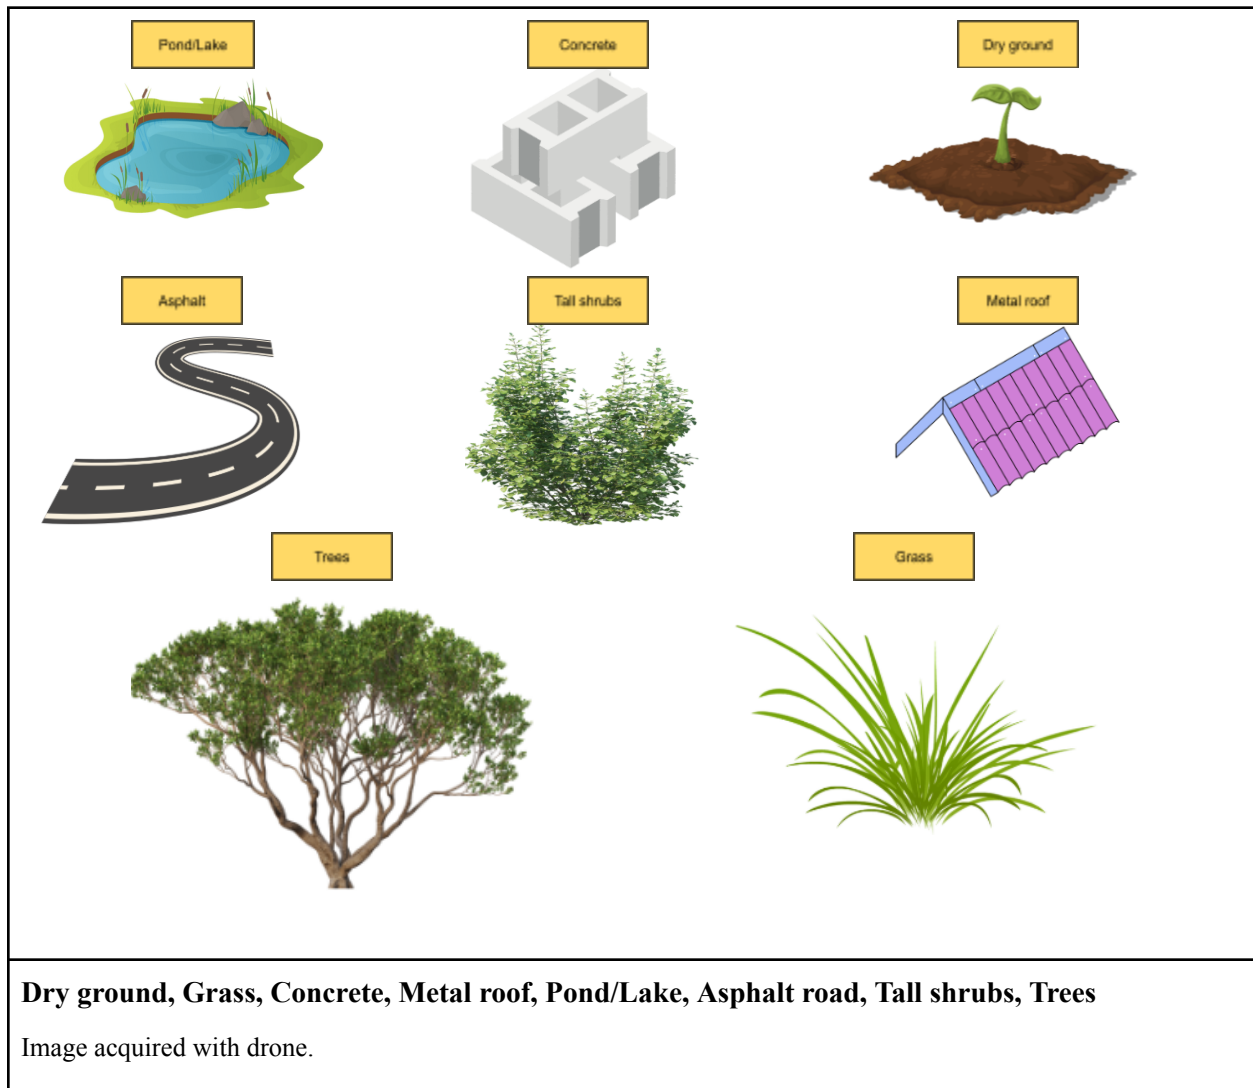 Pond/Lake
Concrete
Dry ground
Asphalt
Tall shrubs
Metal roof
Trees
Grass
Dry ground, Grass, Concrete, Metal roof, Pond/Lake, Asphalt road, Tall shrubs, Trees
Image acquired with drone.